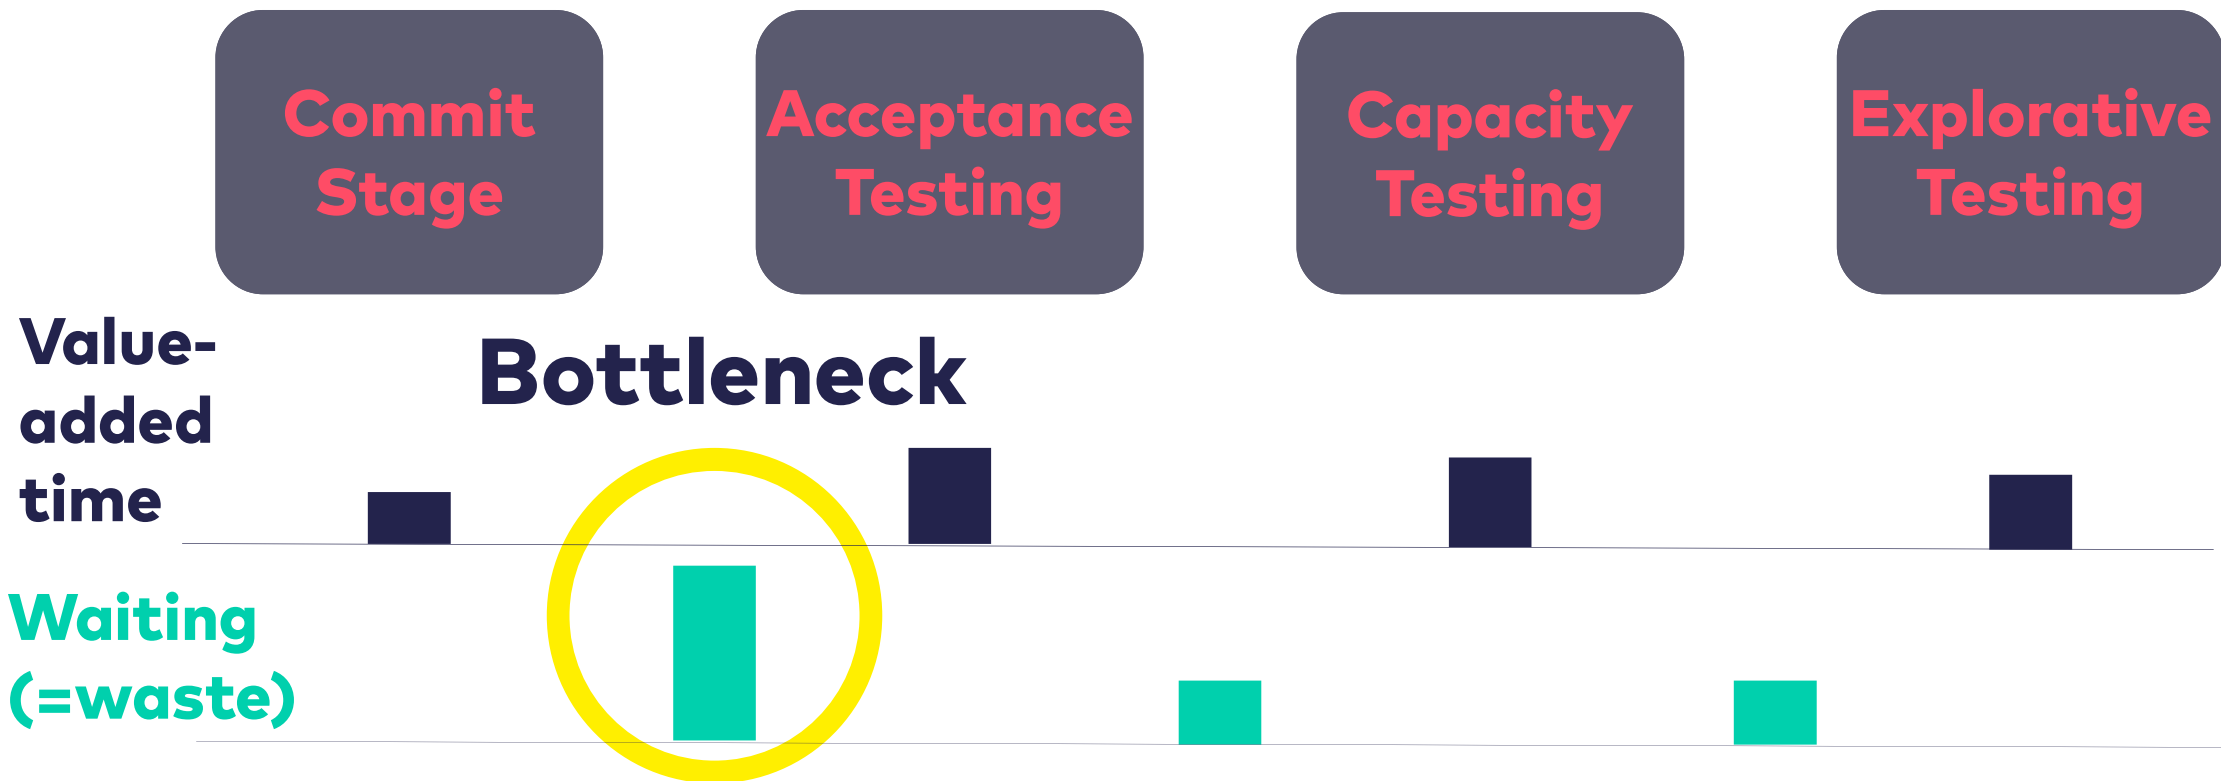 Commit
Stage
Acceptance
Testing
Capacity
Testing
Explorative
Testing
Value-
added
time
Bottleneck
Waiting
(=waste)